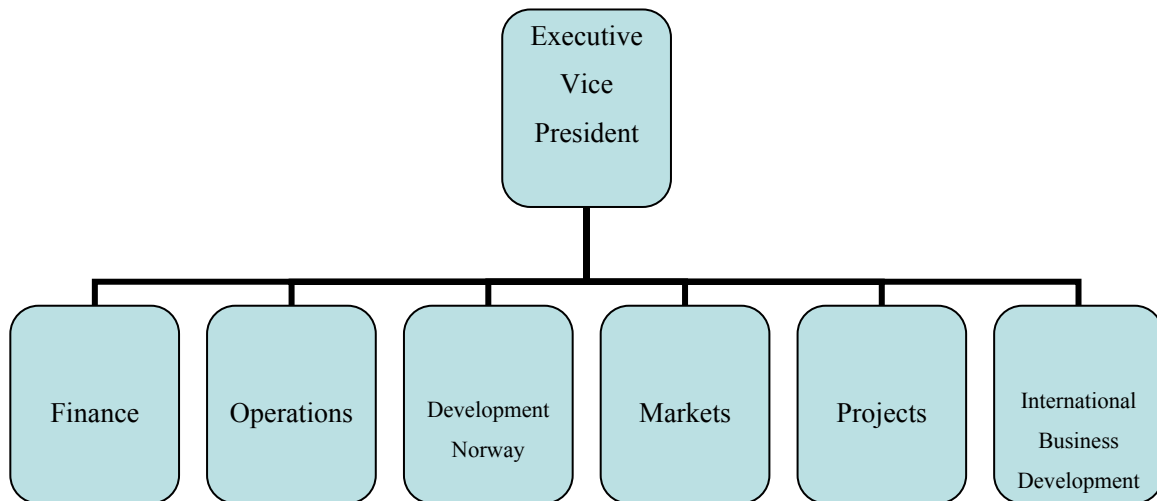 Executive
Vice
President
Finance
Operations
Development
Norway
Markets
Projects
International
Business
Development